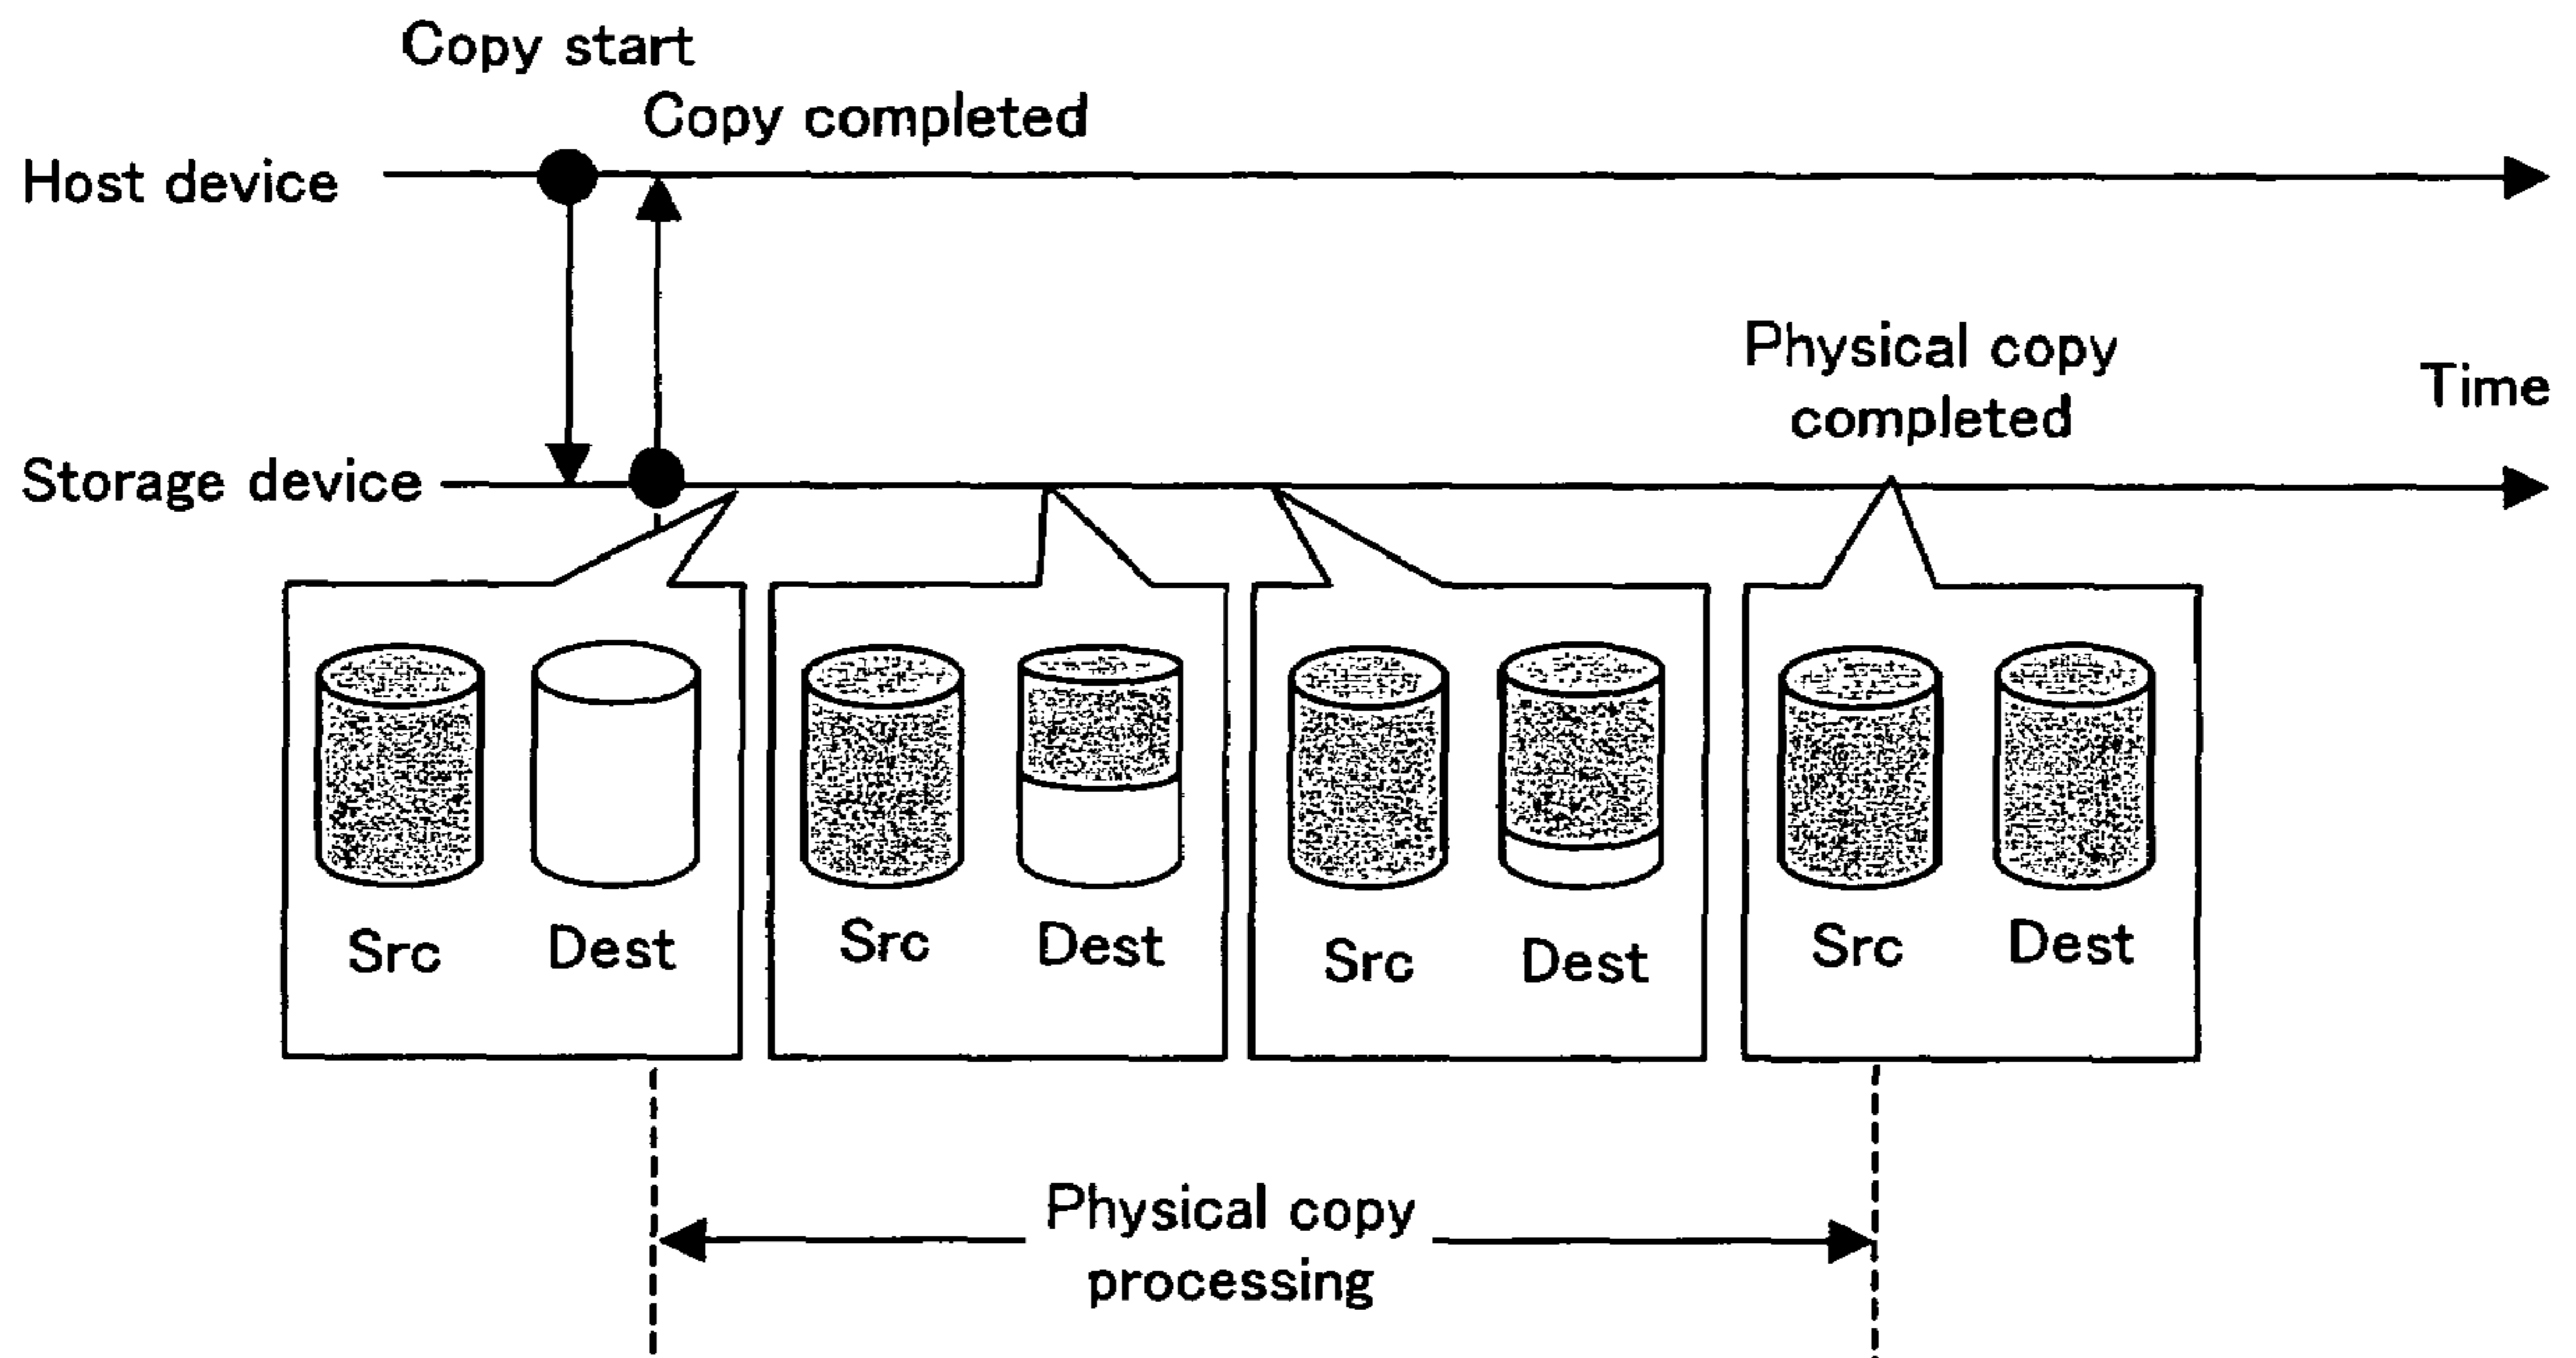 Copy start
Copy completed
Host device
Physical copy
completed
Time
Storage device
Src Dest Src Dest Src Dest Src Dest
Physical copy
processing